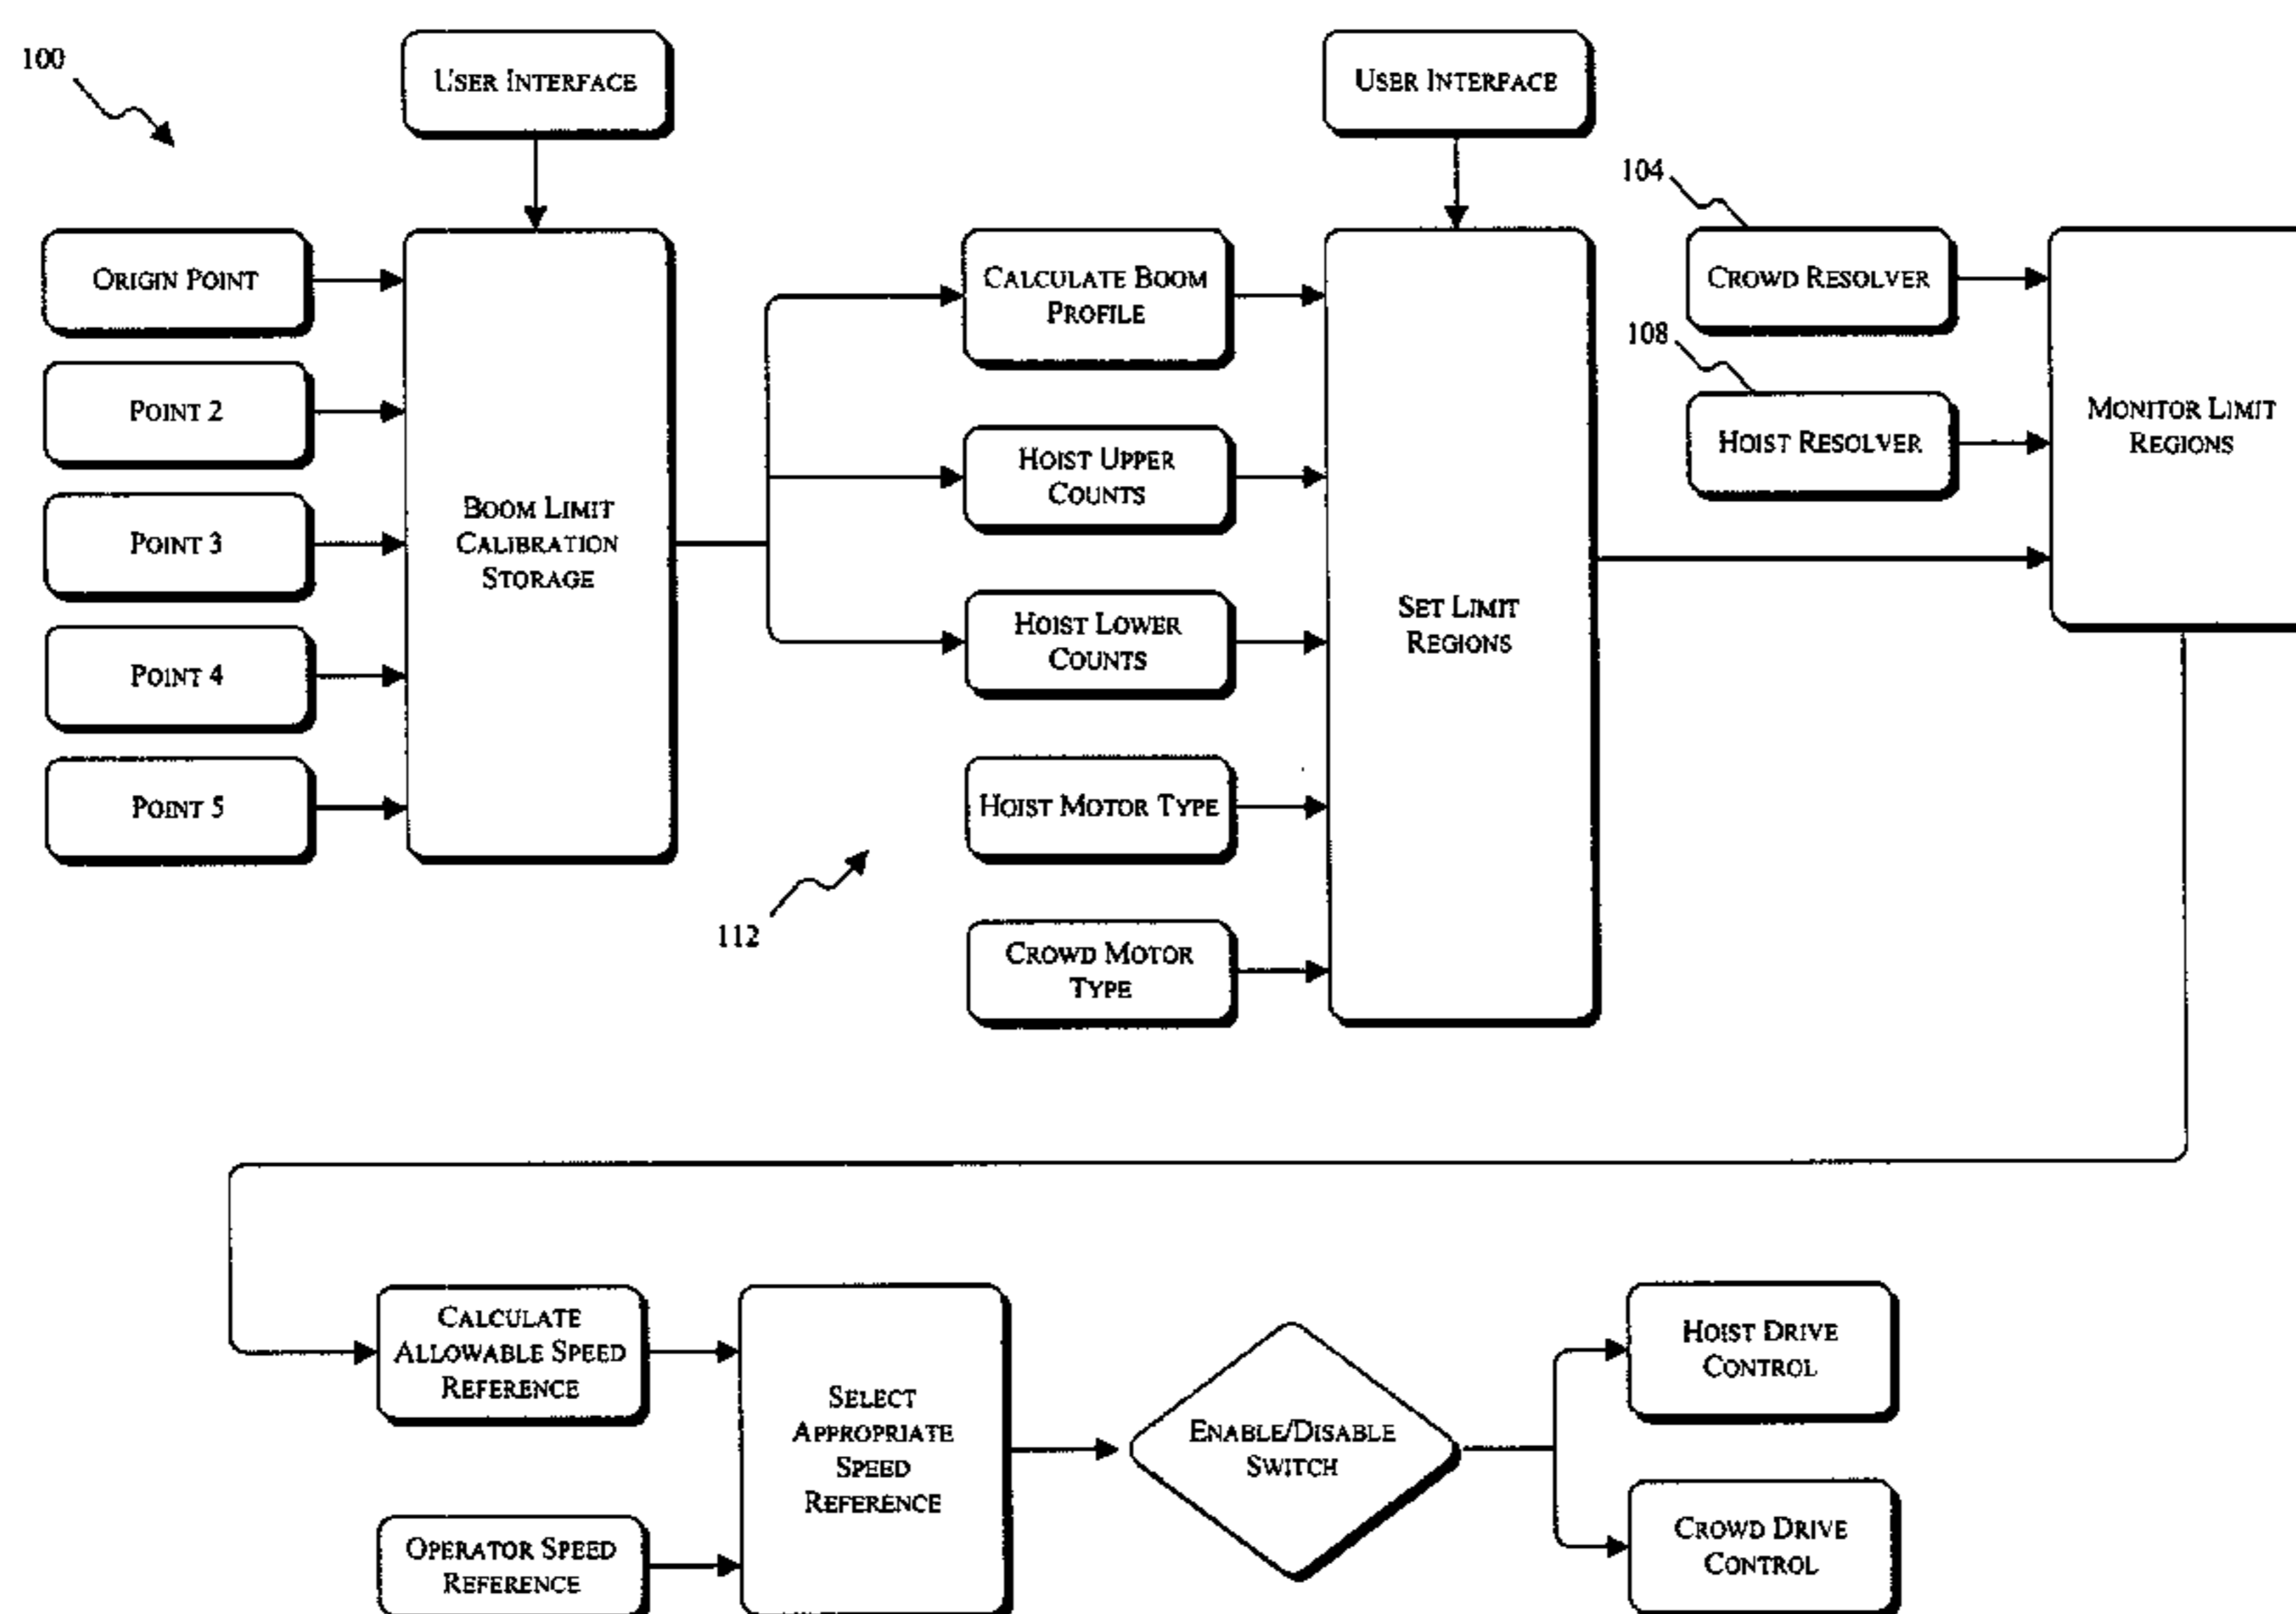 100
USER INTERFACE
USER INTERFACE
104
ORIGIN POINT
CALCULATE BOOM
PROFILE
CROWD RESOLVER
108
POINT 2
HOIST UPPER
COUNTS
HOIST RESOLVER
MONITOR LIMIT
REGIONS
POINT 3
BOOM LIMIT
CALIBRATION
STORAGE
HOIST LOWER
COUNTS
SET LIMIT
REGIONS
POINT 4
POINT 5
HOIST MOTOR TYPE
112
CROWD MOTOR
TYPE
CALCULATE
ALLOWABLE SPEED
REFERENCE
SELECT
APPROPRIATE
SPEED
REFERENCE
ENABLE/DISABLE
SWITCH
HOIST DRIVE
CONTROL
OPERATOR SPEED
REFERENCE
CROWD DRIVE
CONTROL